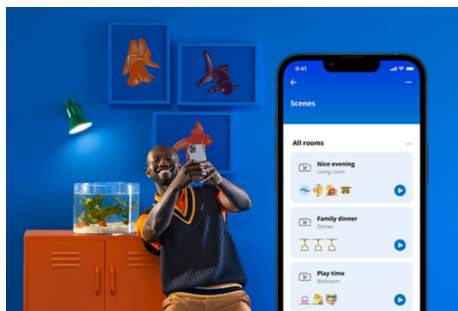 9:41
Scenes
All rooms
Nice evening
Living room
Family dinner
Dinner
Play time
Bedroom